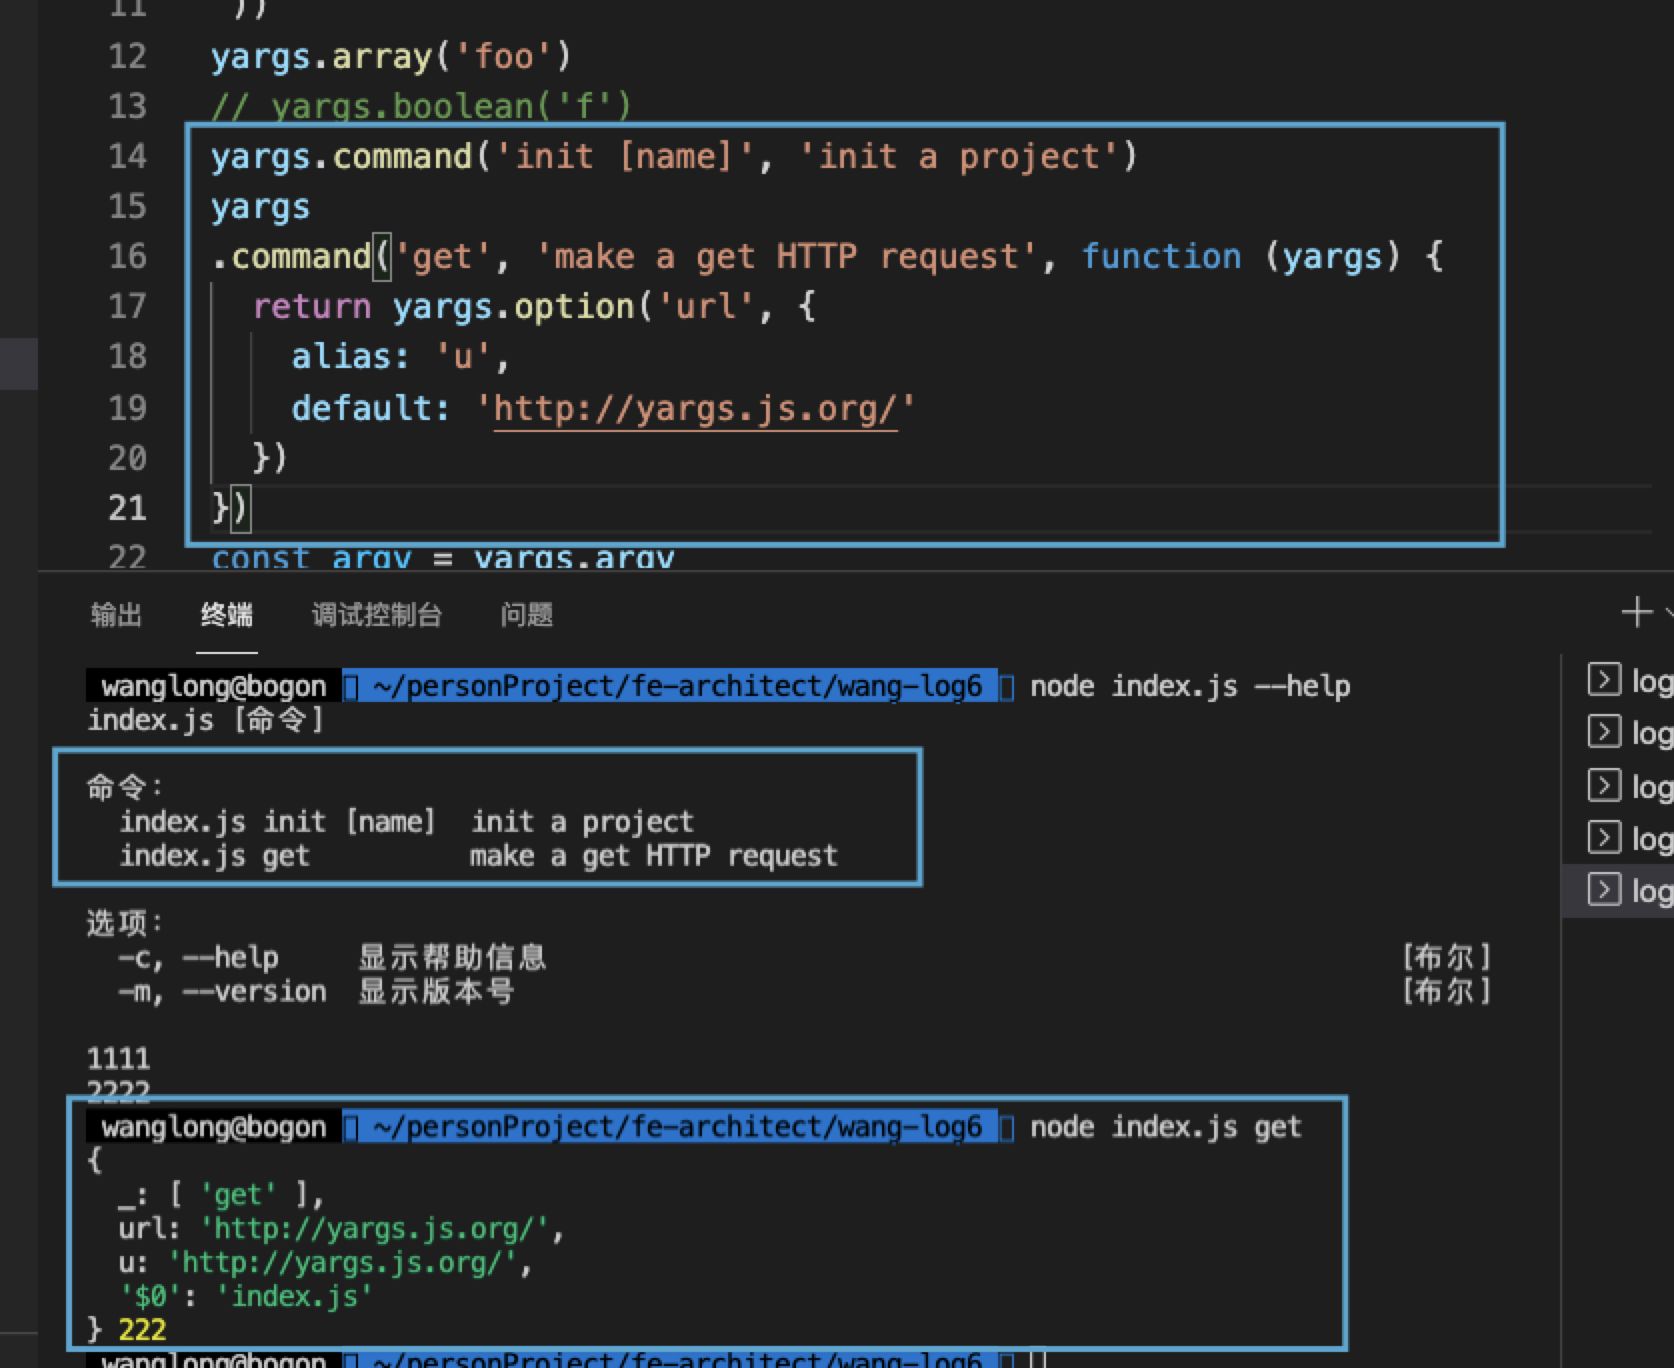 11 ))
12 yargs.array('foo')
13 // yargs.boolean('f')
14 yargs.command('init [name]', 'init a project')
15 yargs
16 .command('get', 'make a get HTTP request', function (yargs) {
17 return yargs.option('url', {
18 alias: 'u',
19 default: 'http://yargs.js.org/'
20 })
21 })
22 const argv = yargs.argv
输出 终端 调试控制台 问题
wanglong@bogon ~/personProject/fe-architect/wang-log6 node index.js --help
index.js [命令]
命令：
index.js init [name] init a project
index.js get make a get HTTP request
选项：
-c, --help 显示帮助信息 [布尔]
-m, --version 显示版本号 [布尔]
1111
2222
wanglong@bogon ~/personProject/fe-architect/wang-log6 node index.js get
{
_: [ 'get' ],
url: 'http://yargs.js.org/',
u: 'http://yargs.js.org/',
'$0': 'index.js'
} 222
wanglong@bogon ~/personProject/fe-architect/wang-log6
log
log
log
log
log